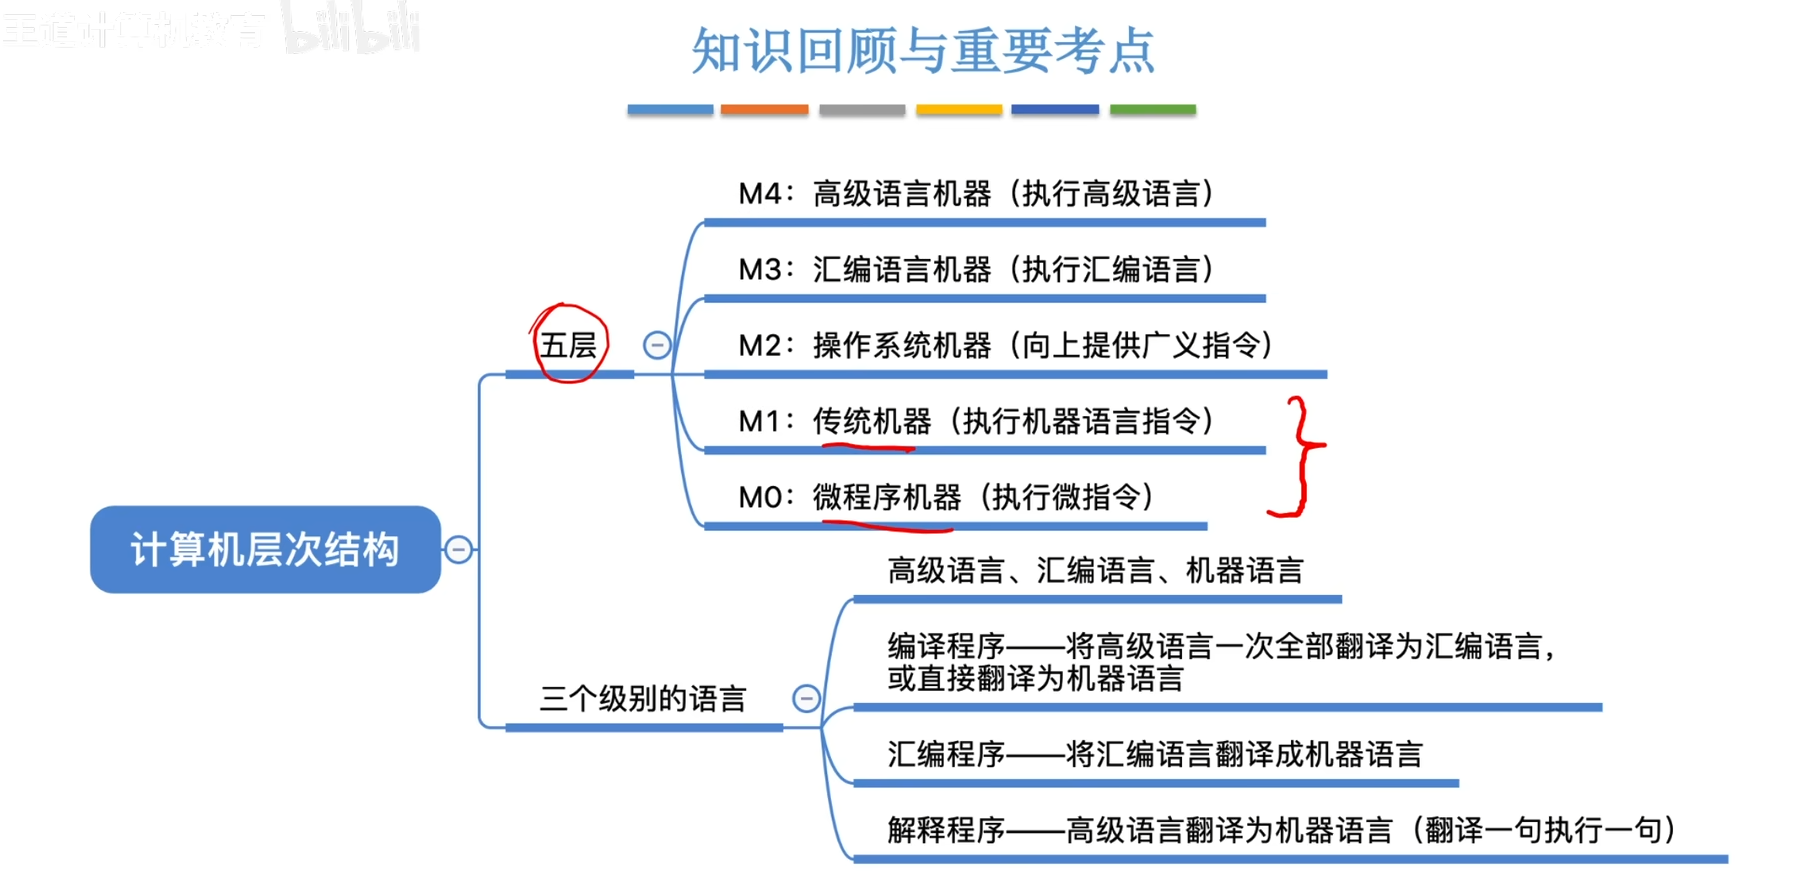 王道计算机教育 bilibili
知识回顾与重要考点
M4：高级语言机器（执行高级语言）
M3：汇编语言机器（执行汇编语言）
五层
M2：操作系统机器（向上提供广义指令）
M1：传统机器（执行机器语言指令）
M0：微程序机器（执行微指令）
计算机层次结构
高级语言、汇编语言、机器语言
编译程序——将高级语言一次全部翻译为汇编语言，
或直接翻译为机器语言
三个级别的语言
汇编程序——将汇编语言翻译成机器语言
解释程序——高级语言翻译为机器语言（翻译一句执行一句）